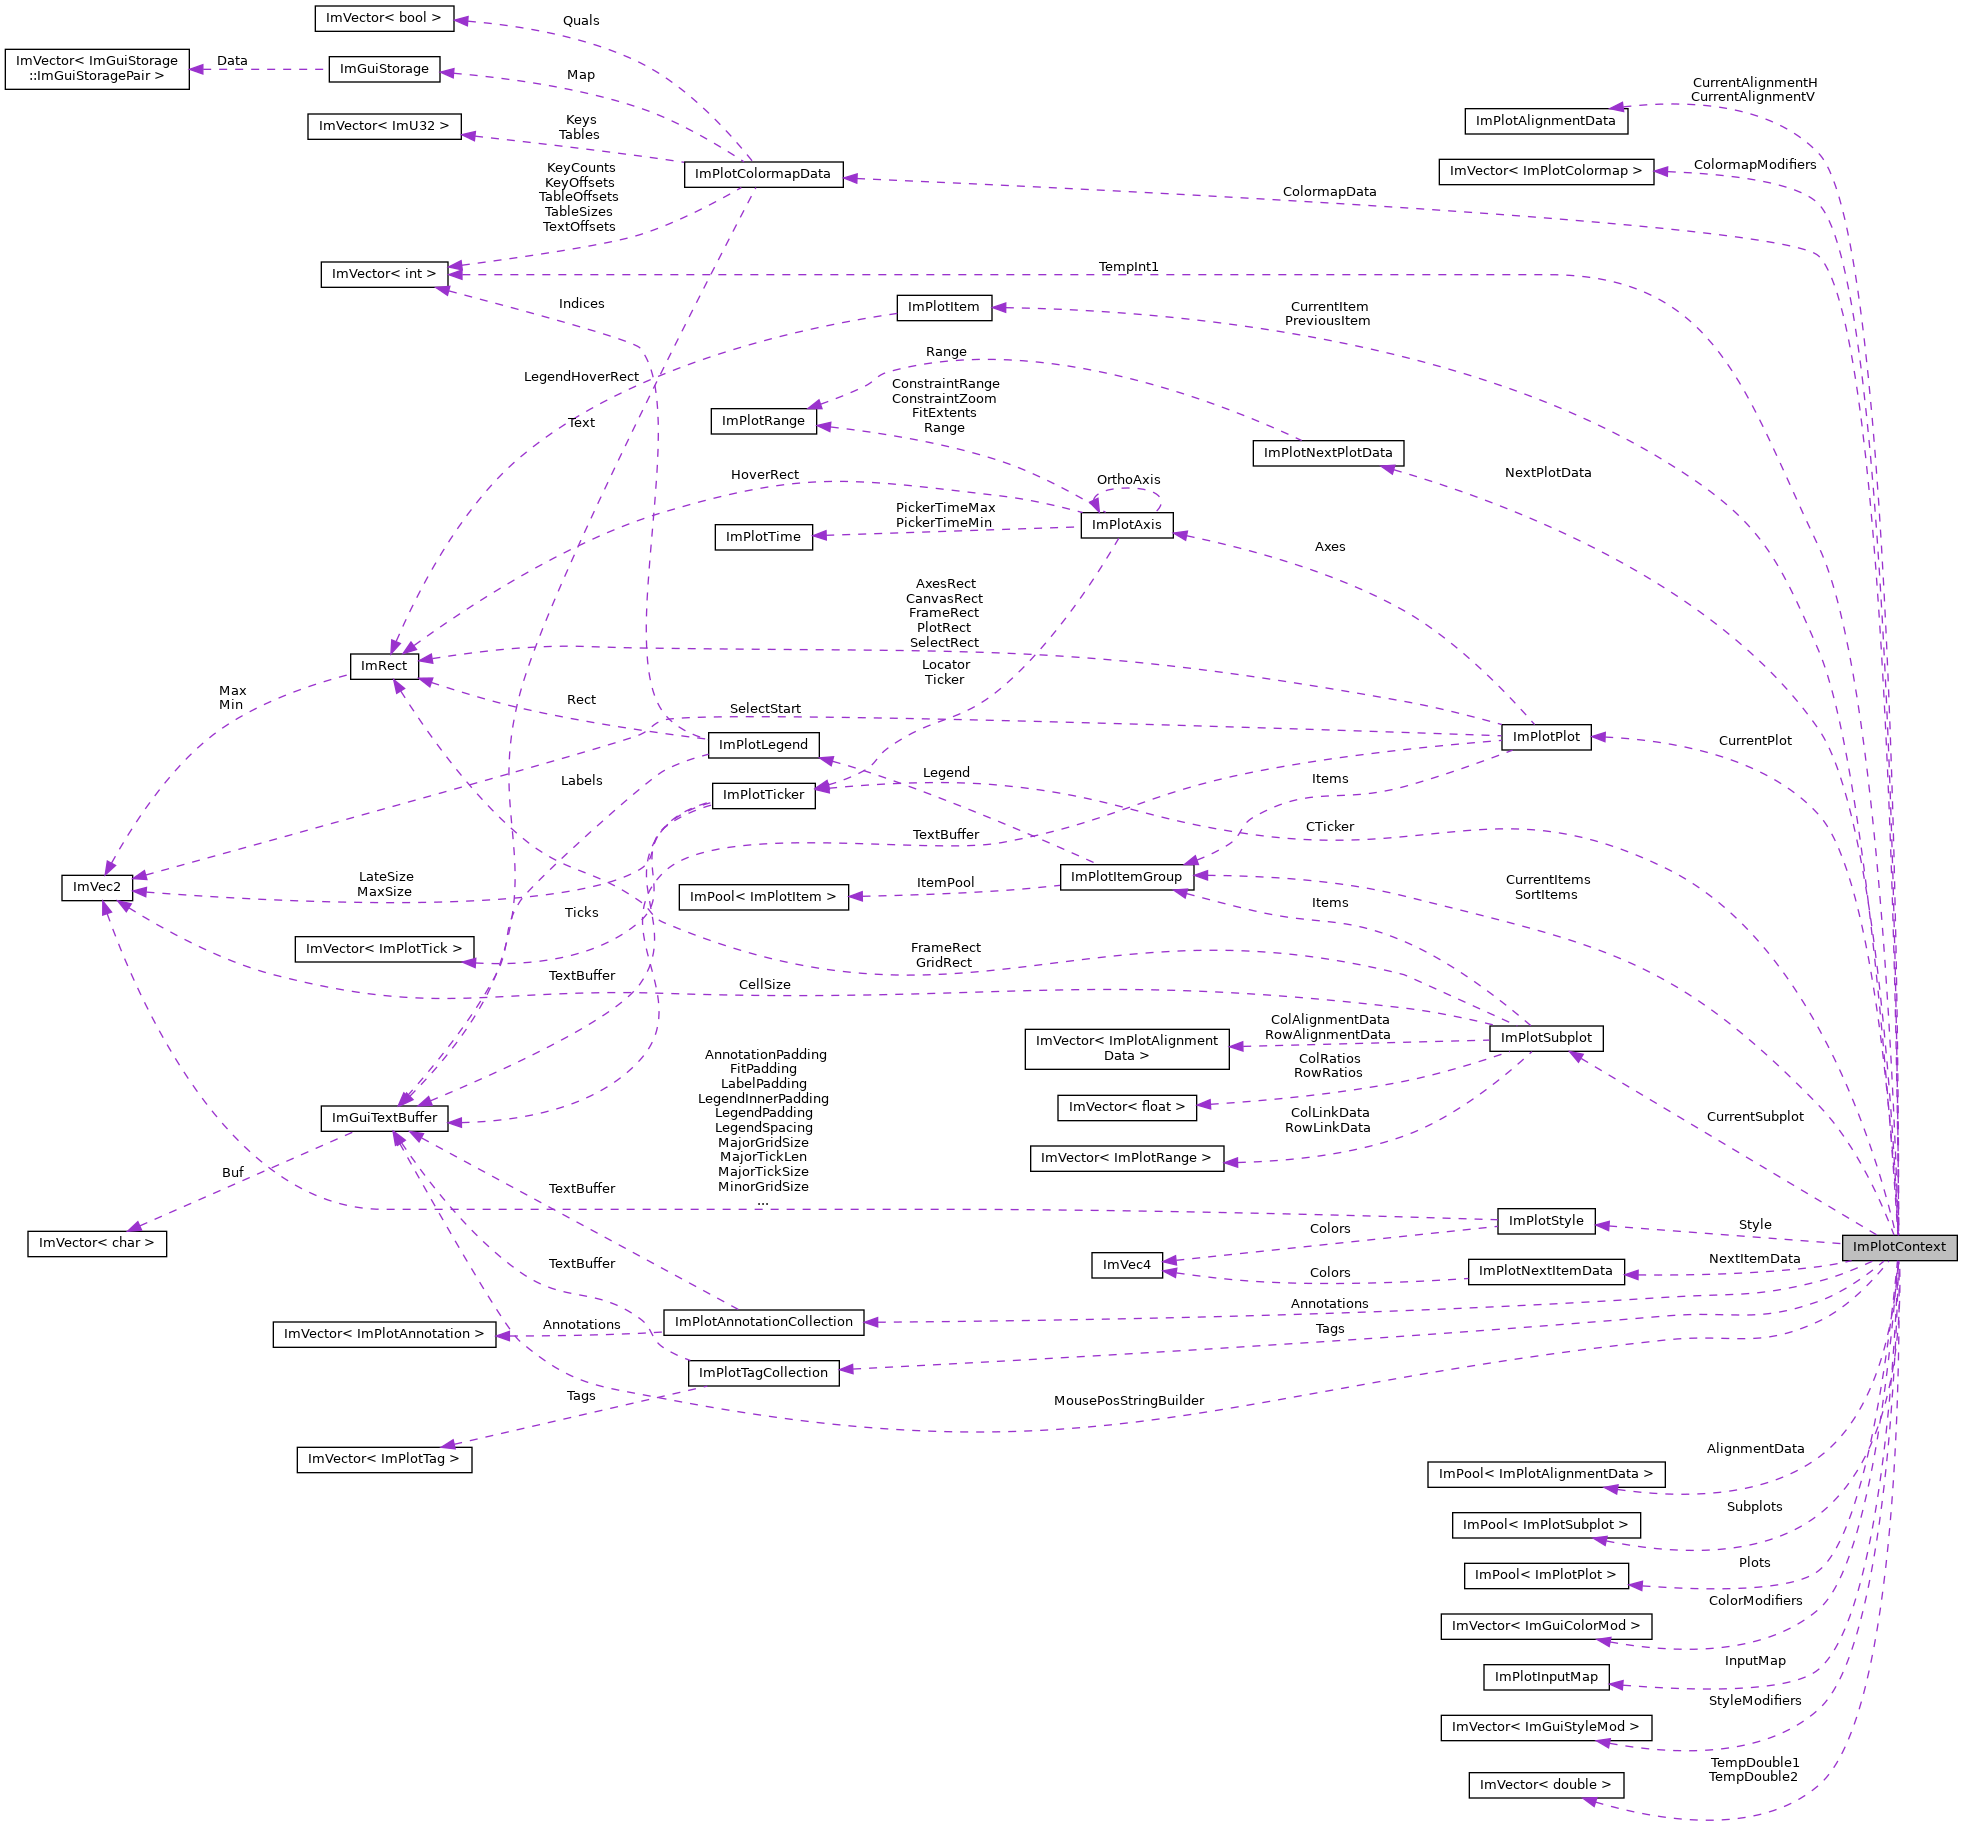 ImVector< bool >
Quals
ImVector< ImGuiStorage
::ImGuiStoragePair >
Data
ImGuiStorage
Map
CurrentAlignmentH
CurrentAlignmentV
ImPlotAlignmentData
ImVector< ImU32 >
Keys
Tables
ImVector< ImPlotColormap >
ColormapModifiers
ImPlotColormapData
ColormapData
KeyCounts
KeyOffsets
TableOffsets
TableSizes
TextOffsets
ImVector< int >
TempInt1
Indices
ImPlotItem
CurrentItem
PreviousItem
Range
LegendHoverRect
ConstraintRange
ConstraintZoom
FitExtents
Range
Text
ImPlotRange
ImPlotNextPlotData
NextPlotData
HoverRect
OrthoAxis
PickerTimeMax
PickerTimeMin
ImPlotTime
ImPlotAxis
Axes
AxesRect
CanvasRect
FrameRect
PlotRect
SelectRect
ImRect
Locator
Ticker
Max
Min
Rect
SelectStart
ImPlotLegend
ImPlotPlot
CurrentPlot
Labels
Legend
Items
ImPlotTicker
TextBuffer
CTicker
ImVec2
LateSize
MaxSize
ImPool< ImPlotItem >
ItemPool
ImPlotItemGroup
CurrentItems
SortItems
Ticks
Items
ImVector< ImPlotTick >
FrameRect
GridRect
TextBuffer
CellSize
ColAlignmentData
RowAlignmentData
ImVector< ImPlotAlignment
Data >
ImPlotSubplot
ColRatios
RowRatios
AnnotationPadding
FitPadding
LabelPadding
LegendInnerPadding
LegendPadding
LegendSpacing
MajorGridSize
MajorTickLen
MajorTickSize
MinorGridSize
...
ImVector< float >
ColLinkData
RowLinkData
ImGuiTextBuffer
CurrentSubplot
ImVector< ImPlotRange >
Buf
TextBuffer
ImPlotStyle
Style
Colors
ImVector< char >
ImPlotContext
ImVec4
NextItemData
ImPlotNextItemData
Colors
TextBuffer
Annotations
ImPlotAnnotationCollection
ImVector< ImPlotAnnotation >
Annotations
Tags
ImPlotTagCollection
Tags
MousePosStringBuilder
ImVector< ImPlotTag >
AlignmentData
ImPool< ImPlotAlignmentData >
Subplots
ImPool< ImPlotSubplot >
Plots
ImPool< ImPlotPlot >
ColorModifiers
ImVector< ImGuiColorMod >
InputMap
ImPlotInputMap
StyleModifiers
ImVector< ImGuiStyleMod >
TempDouble1
TempDouble2
ImVector< double >